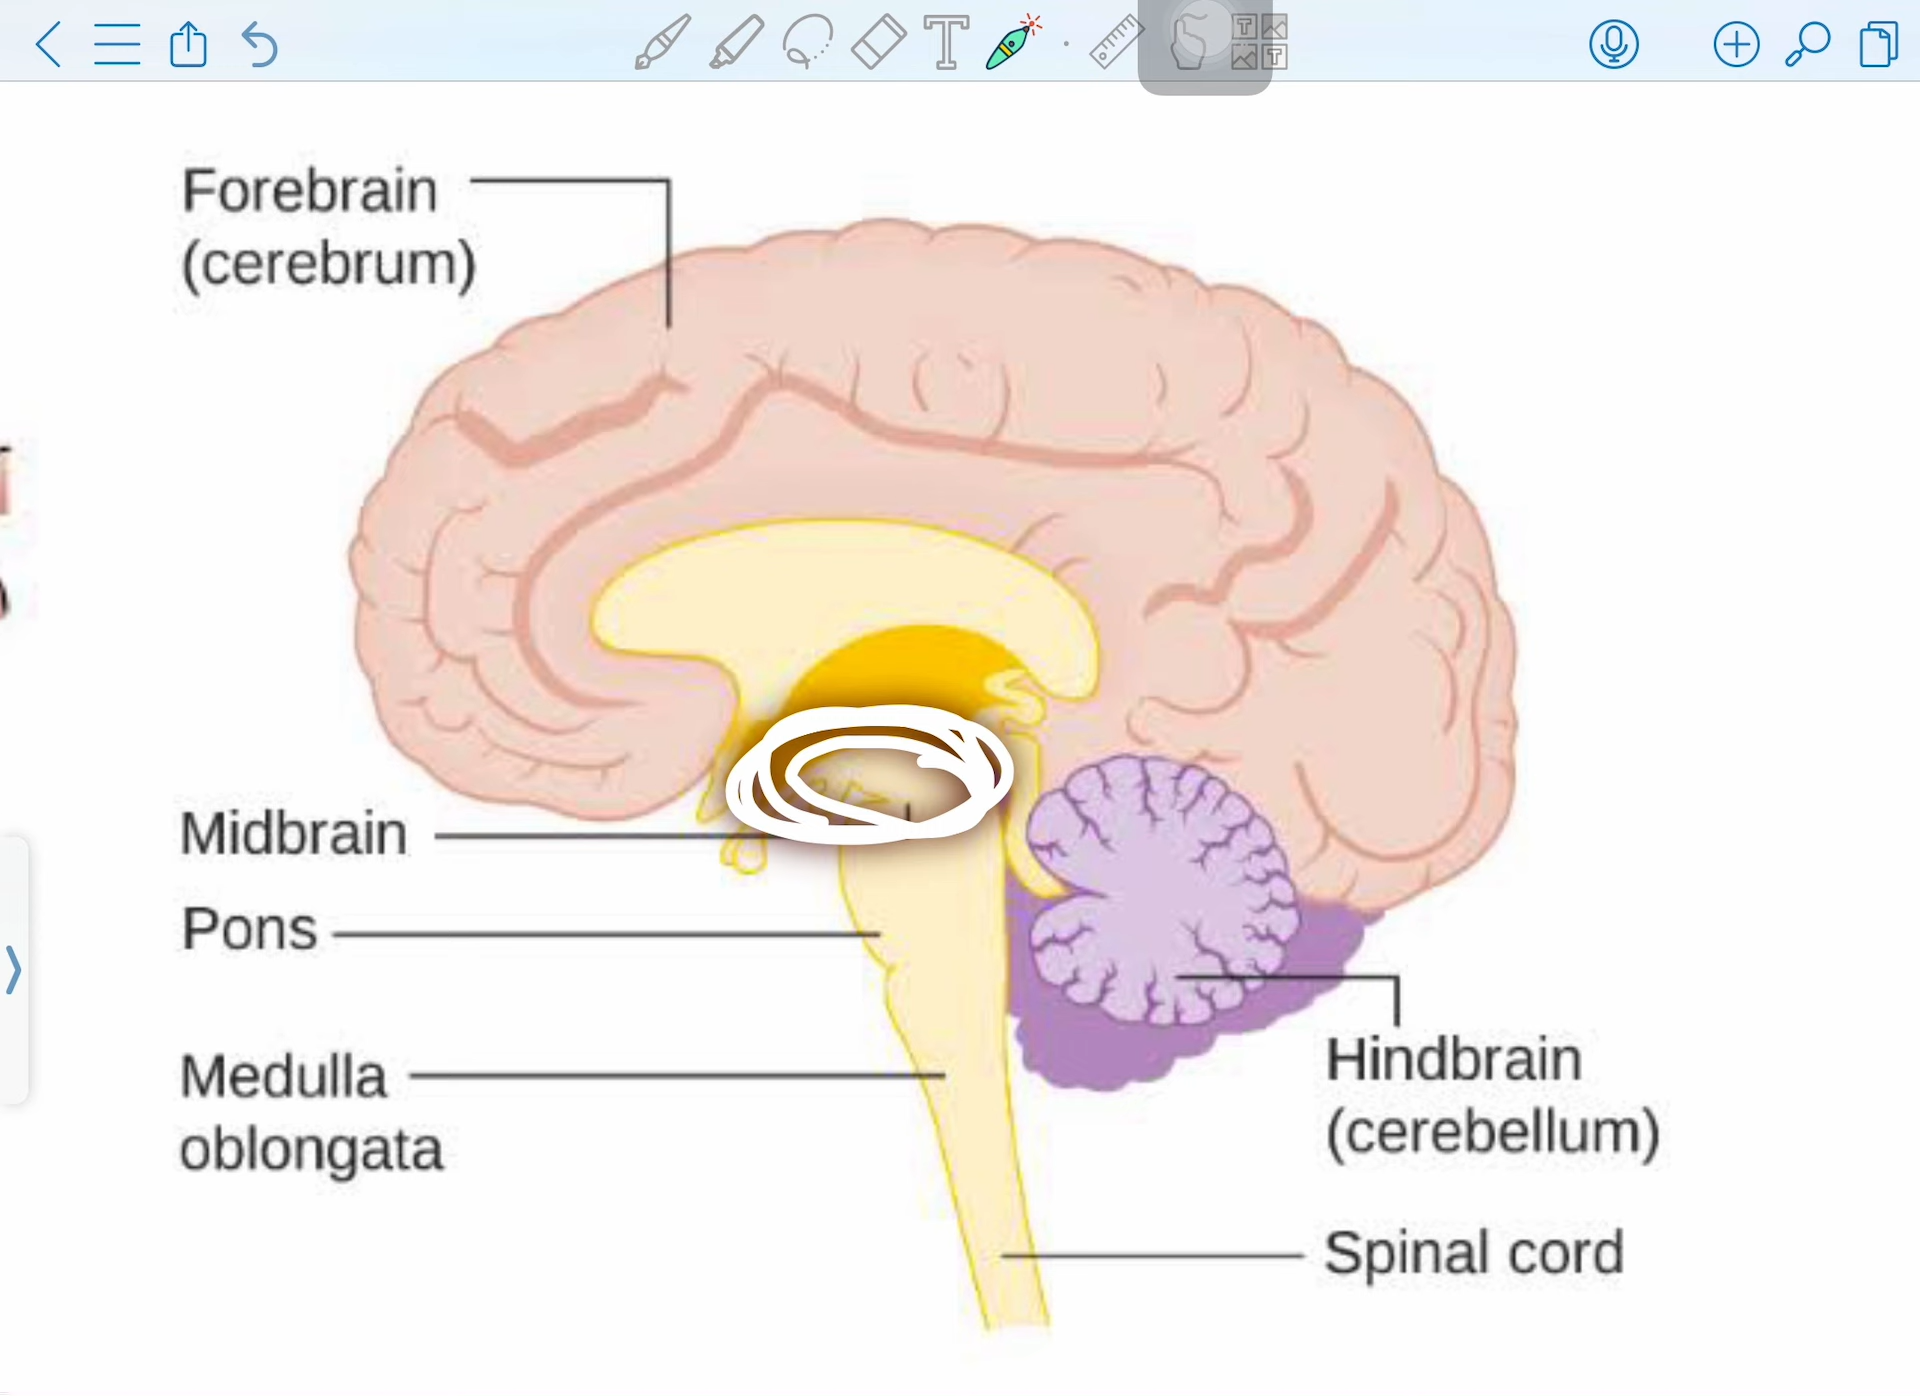 Forebrain
(cerebrum)
Midbrain
Pons
Medulla
oblongata
Hindbrain
(cerebellum)
Spinal cord